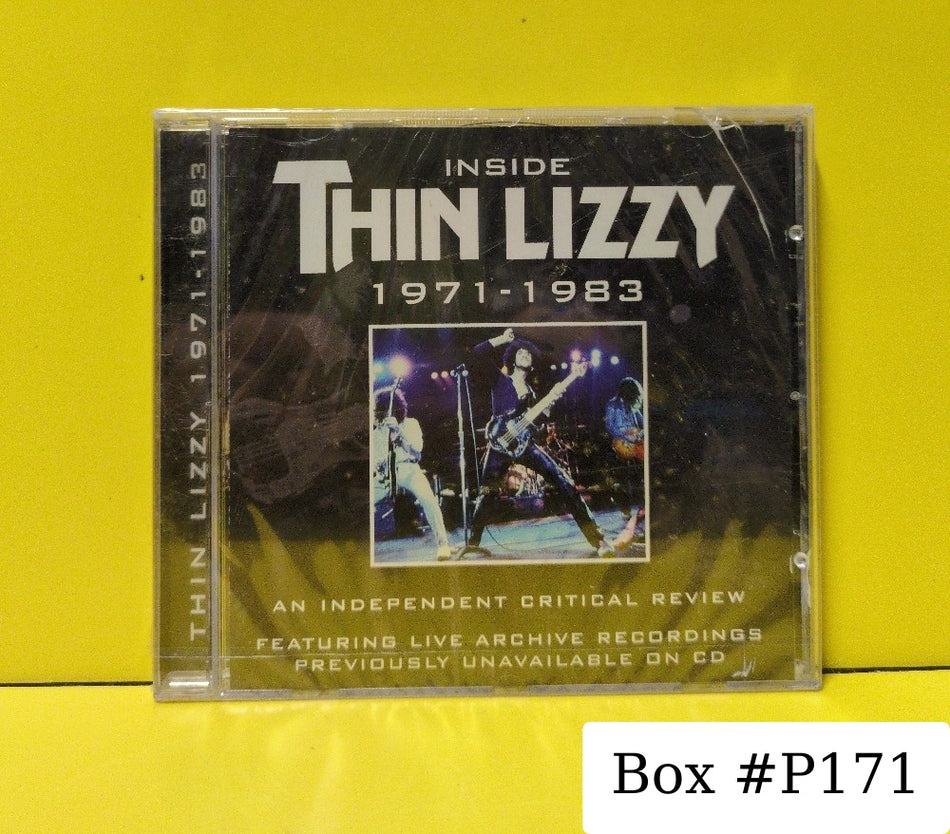 THIN LIZZY 1971-1983
INSIDE
THIN LIZZY
1971-1983
AN INDEPENDENT CRITICAL REVIEW
FEATURING LIVE ARCHIVE RECORDINGS
PREVIOUSLY UNAVAILABLE ON CD
Box #P171